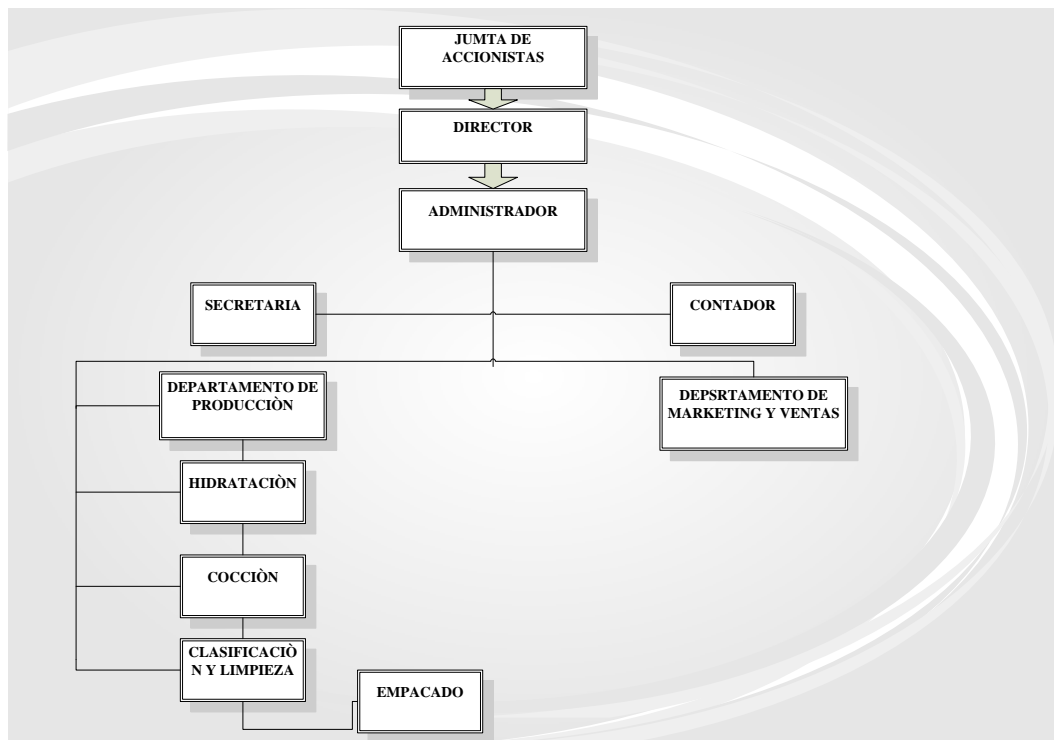 JUMTA DE
ACCIONISTAS
DIRECTOR
ADMINISTRADOR
SECRETARIA
CONTADOR
DEPARTAMENTO DE
PRODUCCIÒN
DEPSRTAMENTO DE
MARKETING Y VENTAS
HIDRATACIÒN
COCCIÒN
CLASIFICACIÒ
N Y LIMPIEZA
EMPACADO